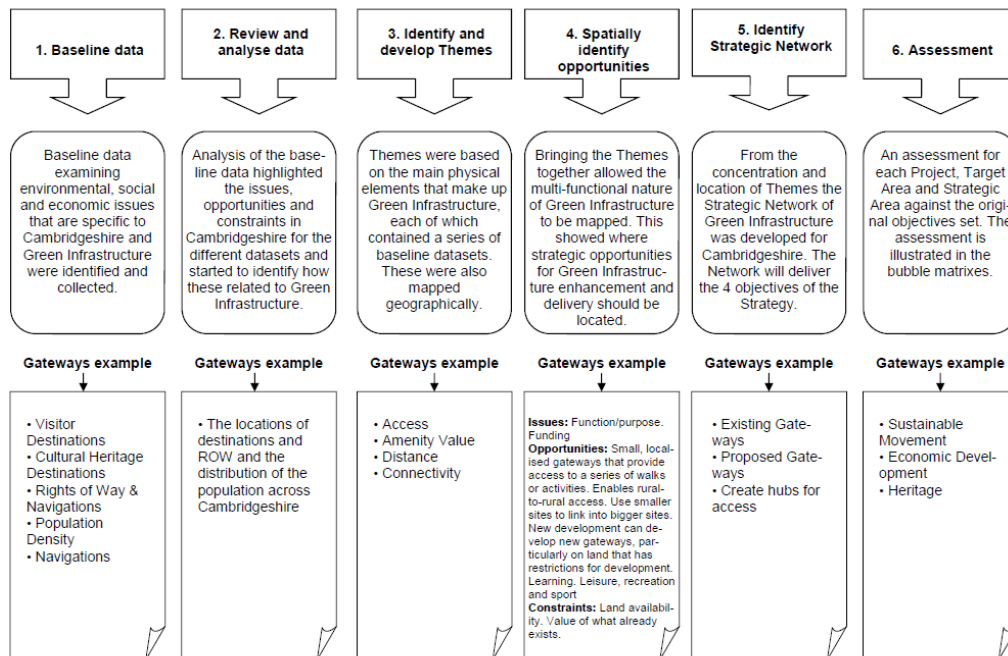 1. Baseline data
2. Review and
analyse data
3. Identify and
develop Themes
4. Spatially
identify
opportunities
5. Identify
Strategic Network
6. Assessment
Baseline data
examining
environmental, social
and economic issues
that are specific to
Cambridgeshire and
Green Infrastructure
were identified and
collected.
Analysis of the base-
line data highlighted
the issues,
opportunities and
constraints in
Cambridgeshire for the
different datasets and
started to identify how
these related to Green
Infrastructure.
Themes were based
on the main physical
elements that make up
Green Infrastructure,
each of which
contained a series of
baseline datasets.
These were also
mapped
geographically.
Bringing the Themes
together allowed the
multi-functional nature
of Green Infrastructure
to be mapped. This
showed where
strategic opportunities
for Green Infrastruc-
ture enhancement and
delivery should be
located.
From the
concentration and
location of Themes the
Strategic Network of
Green Infrastructure
was developed for
Cambridgeshire. The
Network will deliver
the 4 objectives of the
Strategy.
An assessment for
each Project, Target
Area and Strategic
Area against the origi-
nal objectives set. The
assessment is
illustrated in the
bubble matrixes.
Gateways example
Gateways example
Gateways example
Gateways example
Gateways example
Gateways example
• Visitor
Destinations
• Cultural Heritage
Destinations
• Rights of Way &
Navigations
• Population
Density
• Navigations
• The locations of
destinations and
ROW and the
distribution of the
population across
Cambridgeshire
• Access
• Amenity Value
• Distance
• Connectivity
Issues: Function/purpose.
Funding
Opportunities: Small, local-
ised gateways that provide
access to a series of walks
or activities. Enables rural-
to-rural access. Use smaller
sites to link into bigger sites.
New development can de-
velop new gateways, par-
ticularly on land that has
restrictions for development.
Learning. Leisure, recreation
and sport
Constraints: Land availabil-
ity. Value of what already
exists.
• Existing Gate-
ways
• Proposed Gate-
ways
• Create hubs for
access
• Sustainable
Movement
• Economic Devel-
opment
• Heritage